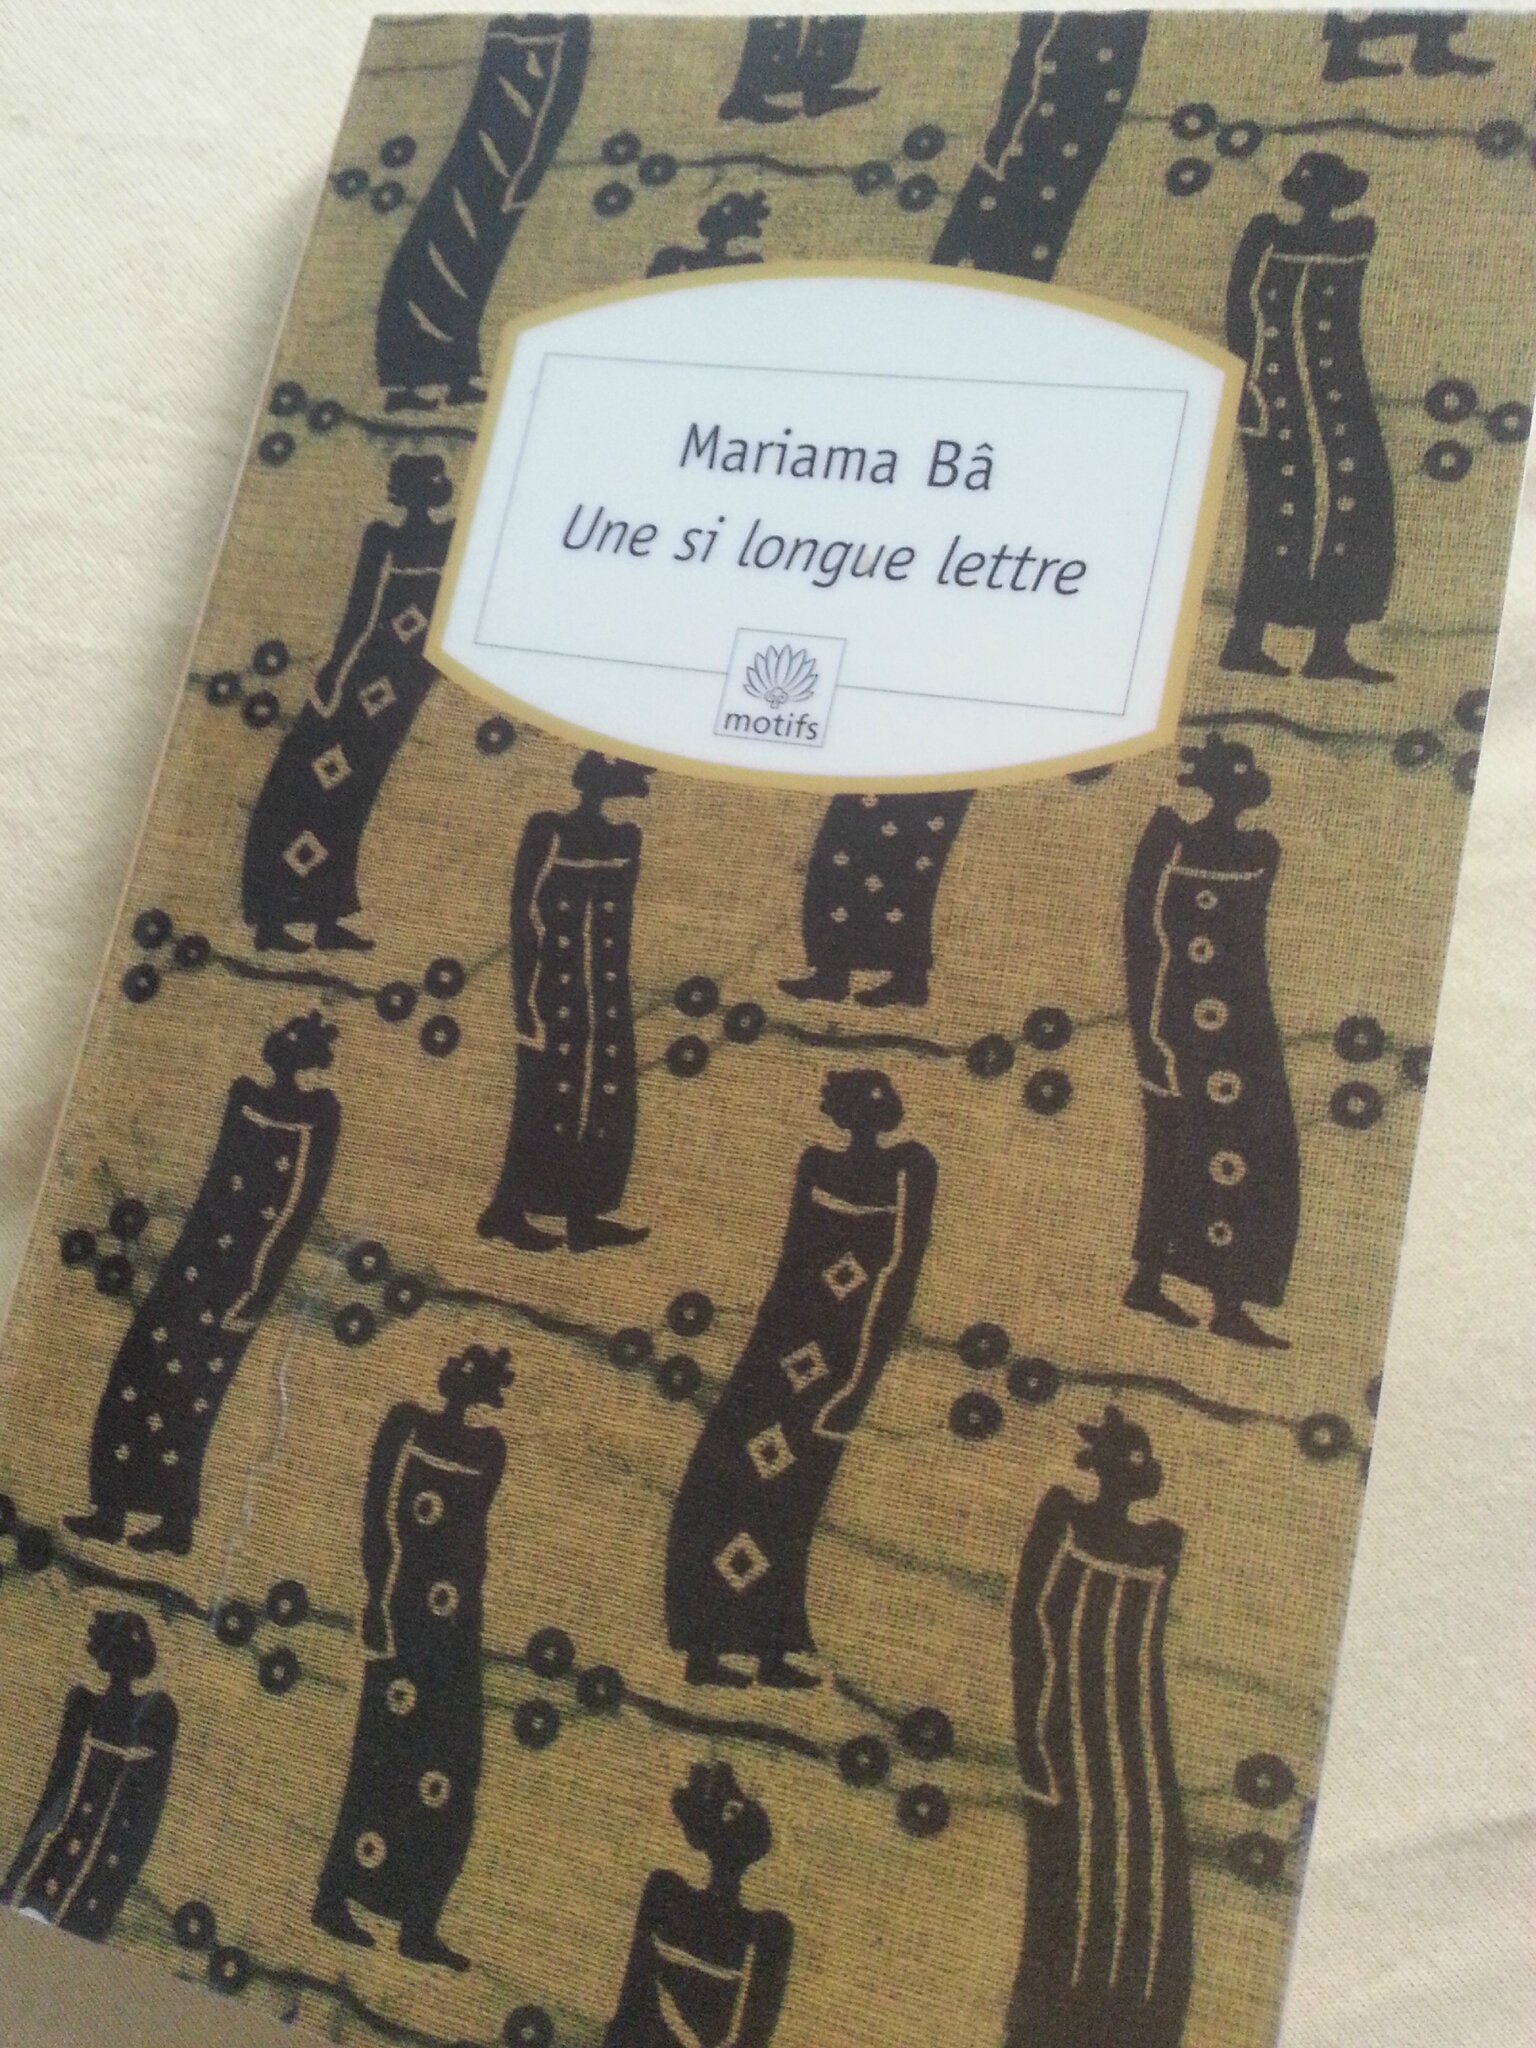 Mariama Bâ
Une si longue lettre
motifs